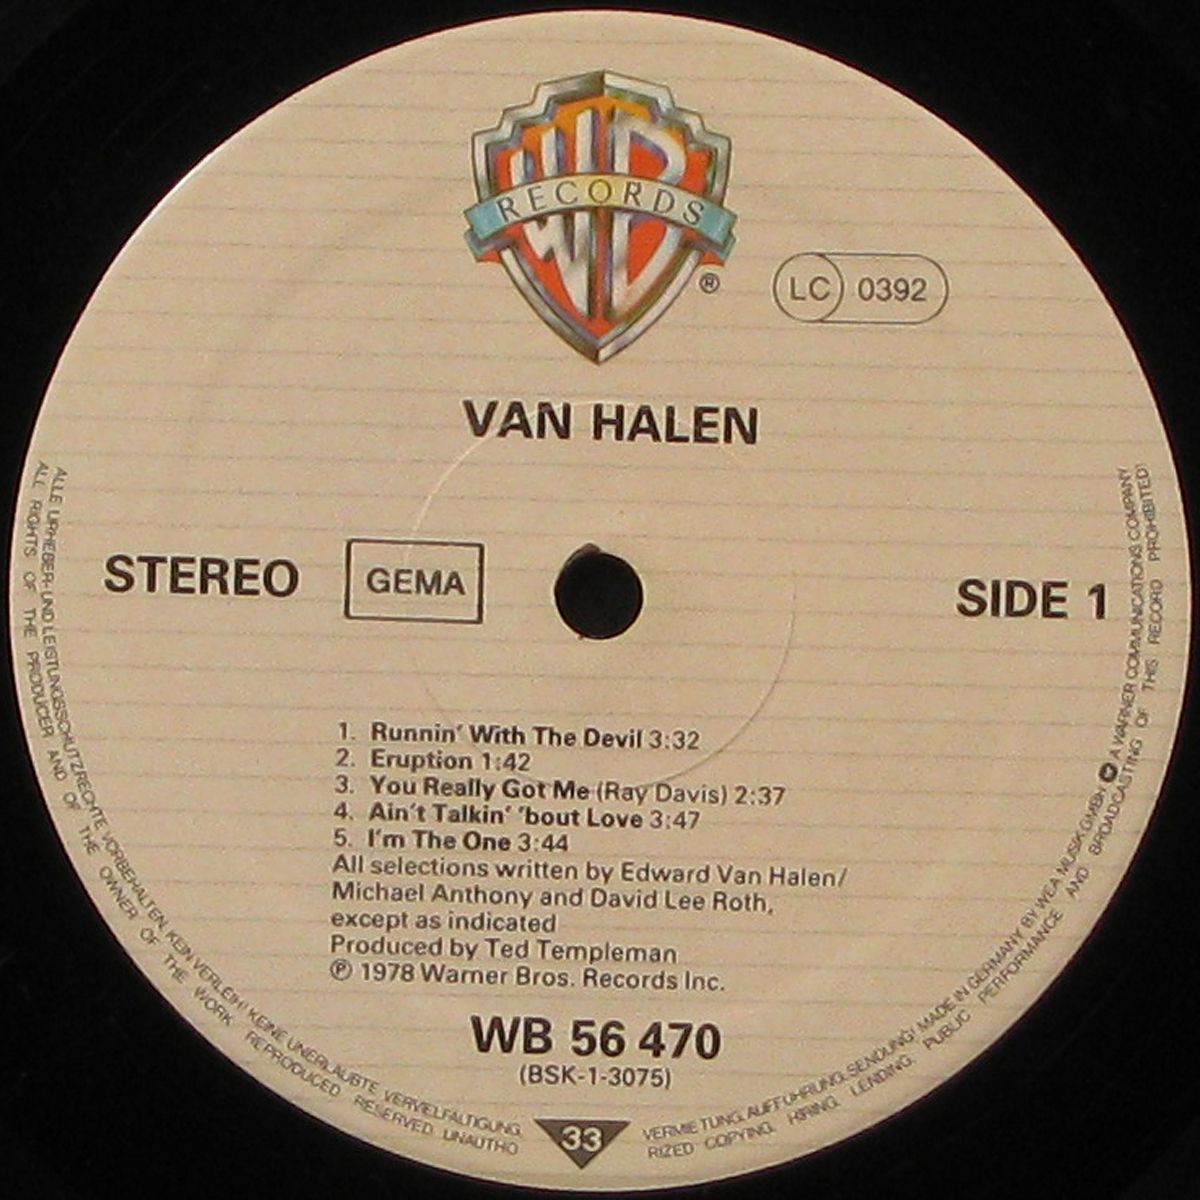 WB
RECORDS
®
LC 0392
VAN HALEN
STEREO
GEMA
SIDE 1
1. Runnin' With The Devil 3:32
2. Eruption 1:42
3. You Really Got Me (Ray Davis) 2:37
4. Ain't Talkin' 'bout Love 3:47
5. I'm The One 3:44
All selections written by Edward Van Halen/
Michael Anthony and David Lee Roth,
except as indicated
Produced by Ted Templeman
℗ 1978 Warner Bros. Records Inc.
WB 56 470
(BSK-1-3075)
33
ALLE URHEBER- UND LEISTUNGSSCHUTZRECHTE VORBEHALTEN. KEIN VERLEIH! KEINE UNERLAUBTE VERVIELFÄLTIGUNG, VERMIETUNG, AUFFÜHRUNG, SENDUNG! MADE IN GERMANY BY WEA MUSIK GMBH A WARNER COMMUNICATIONS COMPANY
ALL RIGHTS OF THE PRODUCER AND OF THE OWNER OF THE WORK REPRODUCED RESERVED. UNAUTHORIZED COPYING, HIRING, LENDING, PUBLIC PERFORMANCE AND BROADCASTING OF THIS RECORD PROHIBITED!